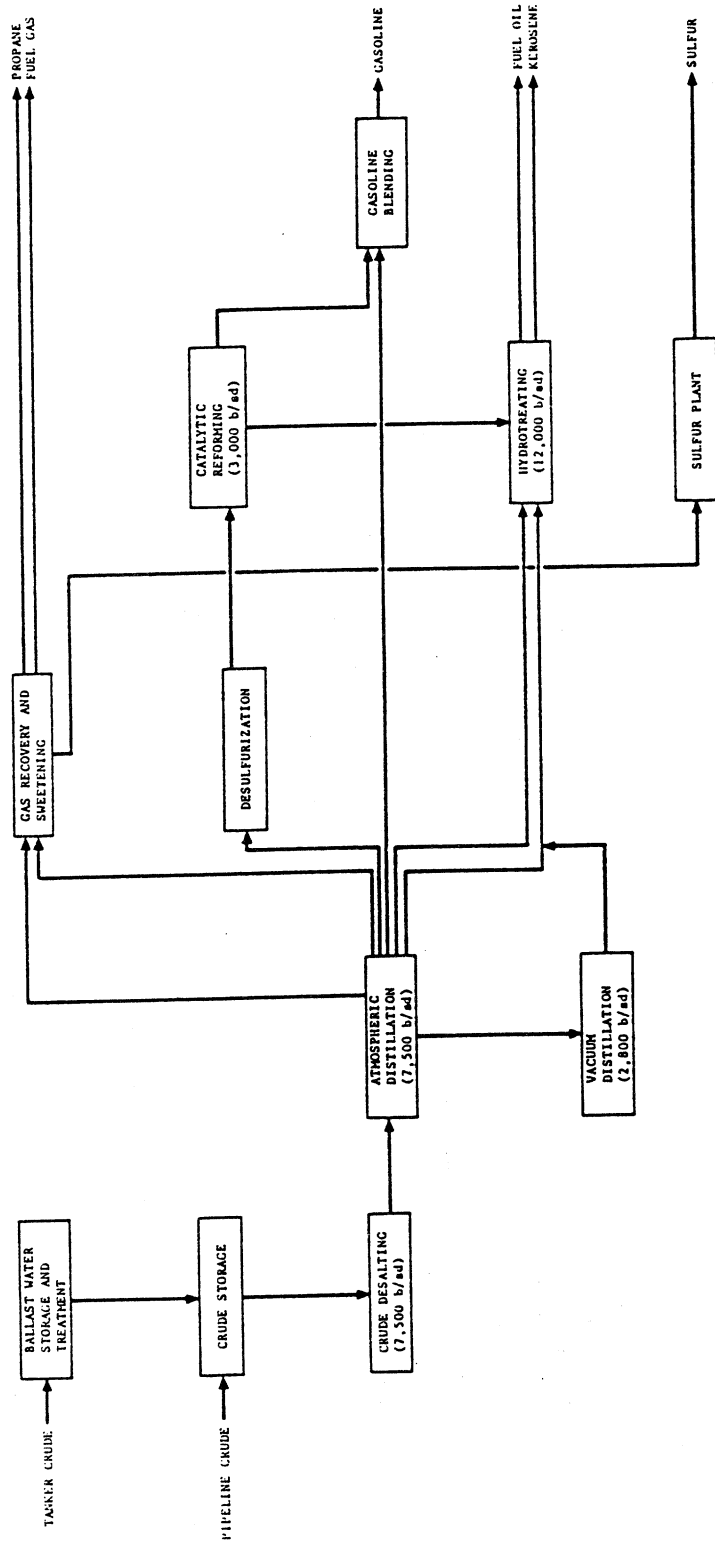 TANKER CRUDE
BALLAST WATER
STORAGE AND
TREATMENT
PIPELINE CRUDE
CRUDE STORAGE
CRUDE DESALTING
(7,500 b/sd)
ATMOSPHERIC
DISTILLATION
(7,500 b/sd)
VACUUM
DISTILLATION
(2,800 b/sd)
GAS RECOVERY AND
SWEETENING
DESULFURIZATION
CATALYTIC
REFORMING
(3,000 b/sd)
HYDROTREATING
(12,000 b/sd)
SULFUR PLANT
GASOLINE
BLENDING
PROPANE
FUEL GAS
GASOLINE
FUEL OIL
KEROSENE
SULFUR